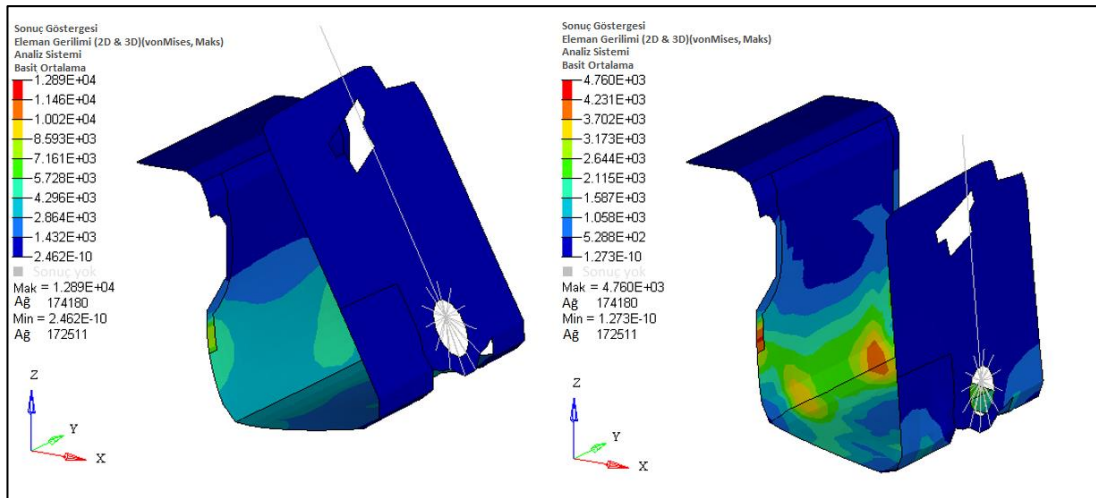 Sonuç Göstergesi
Eleman Gerilimi (2D & 3D)(vonMises, Maks)
Analiz Sistemi
Basit Ortalama
1.289E+04
1.146E+04
1.002E+04
8.593E+03
7.161E+03
5.728E+03
4.296E+03
2.864E+03
1.432E+03
2.462E-10
Sonuç yok
Mak = 1.289E+04
Ağ 174180
Min = 2.462E-10
Ağ 172511
Z
Y
X
Sonuç Göstergesi
Eleman Gerilimi (2D & 3D)(vonMises, Maks)
Analiz Sistemi
Basit Ortalama
4.760E+03
4.231E+03
3.702E+03
3.173E+03
2.644E+03
2.115E+03
1.587E+03
1.058E+03
5.288E+02
1.273E-10
Sonuç yok
Mak = 4.760E+03
Ağ 174180
Min = 1.273E-10
Ağ 172511
Z
Y
X